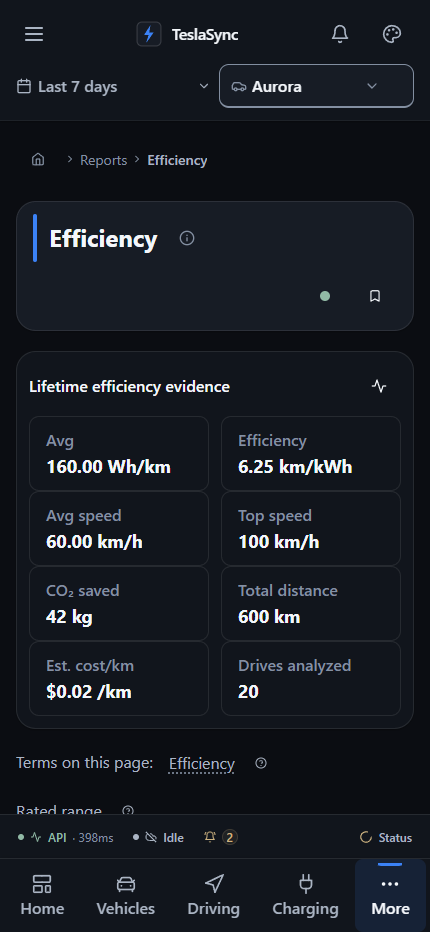 TeslaSync
Last 7 days
Aurora
Reports
Efficiency
Efficiency
Lifetime efficiency evidence
Avg
160.00 Wh/km
Efficiency
6.25 km/kWh
Avg speed
60.00 km/h
Top speed
100 km/h
CO₂ saved
42 kg
Total distance
600 km
Est. cost/km
$0.02 /km
Drives analyzed
20
Terms on this page: Efficiency
Rated range
API · 398ms
Idle
2
Status
Home
Vehicles
Driving
Charging
More